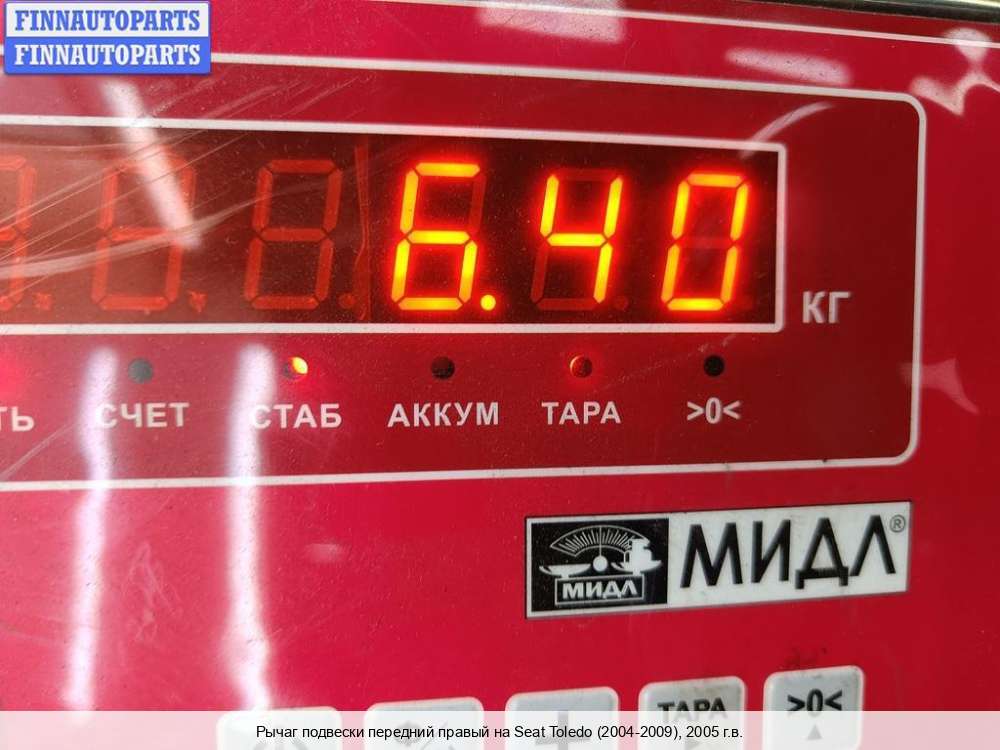 FINNAUTOPARTS
FINNAUTOPARTS
6.40
КГ
СЧЕТ СТАБ АККУМ ТАРА >0<
МИДЛ
МИДЛ®
ТАРА >0<
Рычаг подвески передний правый на Seat Toledo (2004-2009), 2005 г.в.